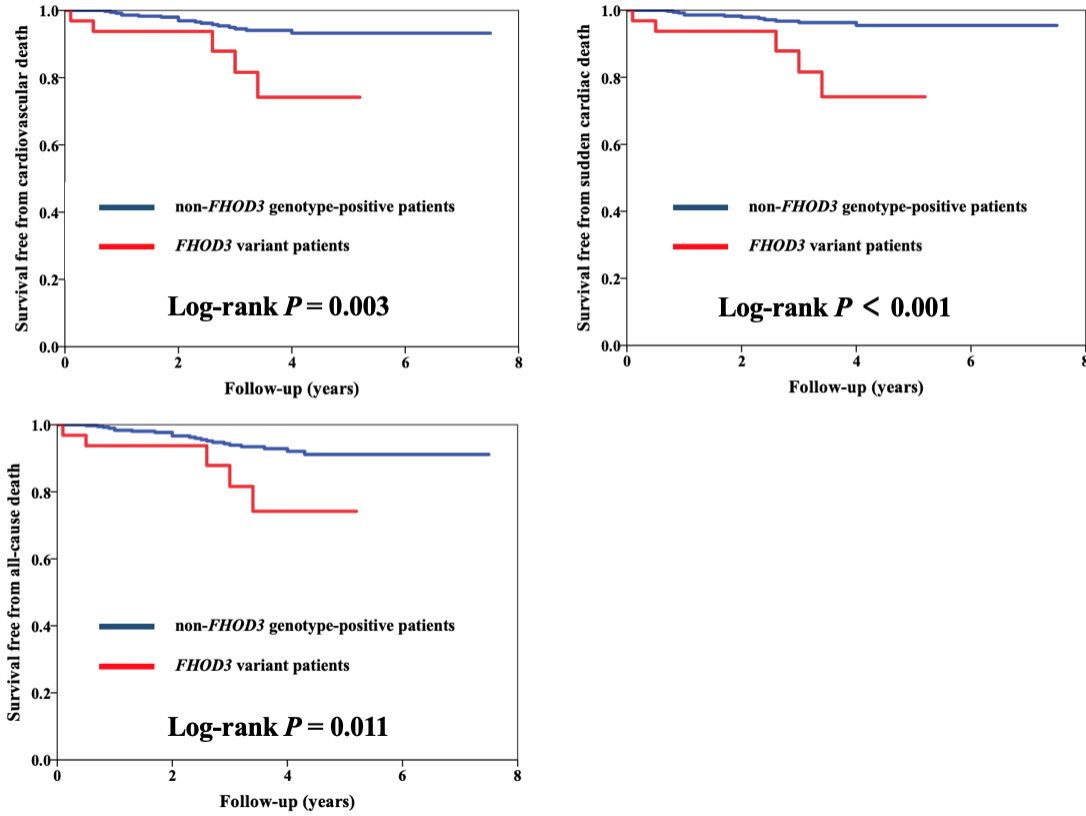 Survival free from cardiovascular death
1.0
0.8
0.6
0.4
0.2
0.0
non-FHOD3 genotype-positive patients
FHOD3 variant patients
Log-rank P = 0.003
0 2 4 6 8
Follow-up (years)
Survival free from sudden cardiac death
1.0
0.8
0.6
0.4
0.2
0.0
non-FHOD3 genotype-positive patients
FHOD3 variant patients
Log-rank P < 0.001
0 2 4 6 8
Follow-up (years)
Survival free from all-cause death
1.0
0.8
0.6
0.4
0.2
0.0
non-FHOD3 genotype-positive patients
FHOD3 variant patients
Log-rank P = 0.011
0 2 4 6 8
Follow-up (years)